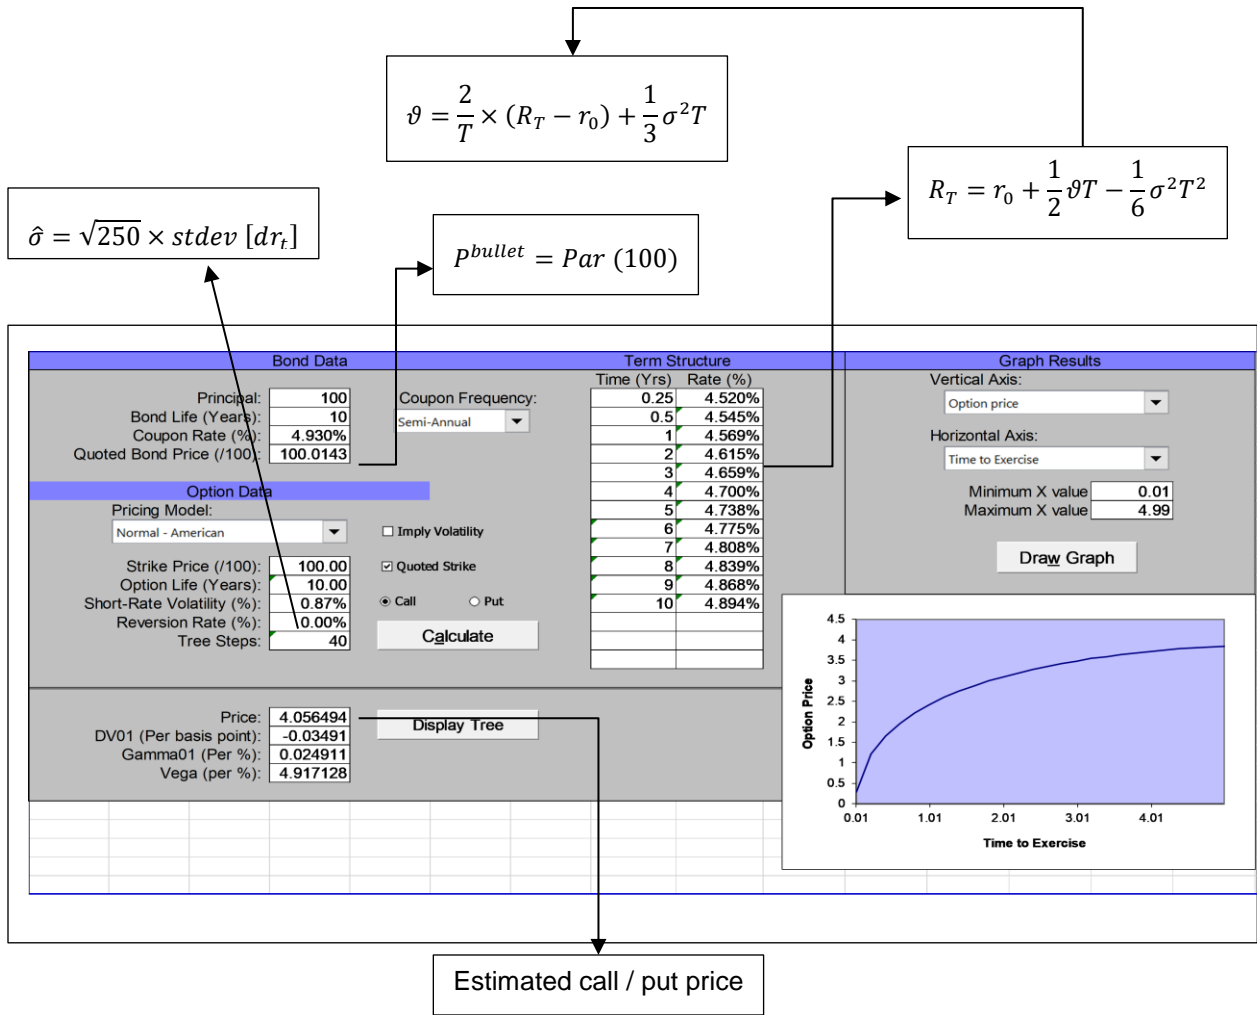 ϑ = 2/T × (R_T − r_0) + 1/3 σ²T
R_T = r_0 + 1/2 ϑT − 1/6 σ²T²
σ̂ = √250 × stdev [dr_t]
P^bullet = Par (100)
Bond Data
Principal: 100
Bond Life (Years): 10
Coupon Rate (%): 4.930%
Quoted Bond Price (/100): 100.0143
Coupon Frequency:
Semi-Annual
Option Data
Pricing Model:
Normal - American
Imply Volatility
Strike Price (/100): 100.00
Quoted Strike
Option Life (Years): 10.00
Short-Rate Volatility (%): 0.87%
Call Put
Reversion Rate (%): 0.00%
Tree Steps: 40
Calculate
Price: 4.056494
DV01 (Per basis point): -0.03491
Gamma01 (Per %): 0.024911
Vega (per %): 4.917128
Display Tree
Term Structure
Time (Yrs) Rate (%)
0.25 4.520%
0.5 4.545%
1 4.569%
2 4.615%
3 4.659%
4 4.700%
5 4.738%
6 4.775%
7 4.808%
8 4.839%
9 4.868%
10 4.894%
Graph Results
Vertical Axis:
Option price
Horizontal Axis:
Time to Exercise
Minimum X value 0.01
Maximum X value 4.99
Draw Graph
4.5
4
3.5
3
2.5
2
1.5
1
0.5
0
Option Price
0.01 1.01 2.01 3.01 4.01
Time to Exercise
Estimated call / put price